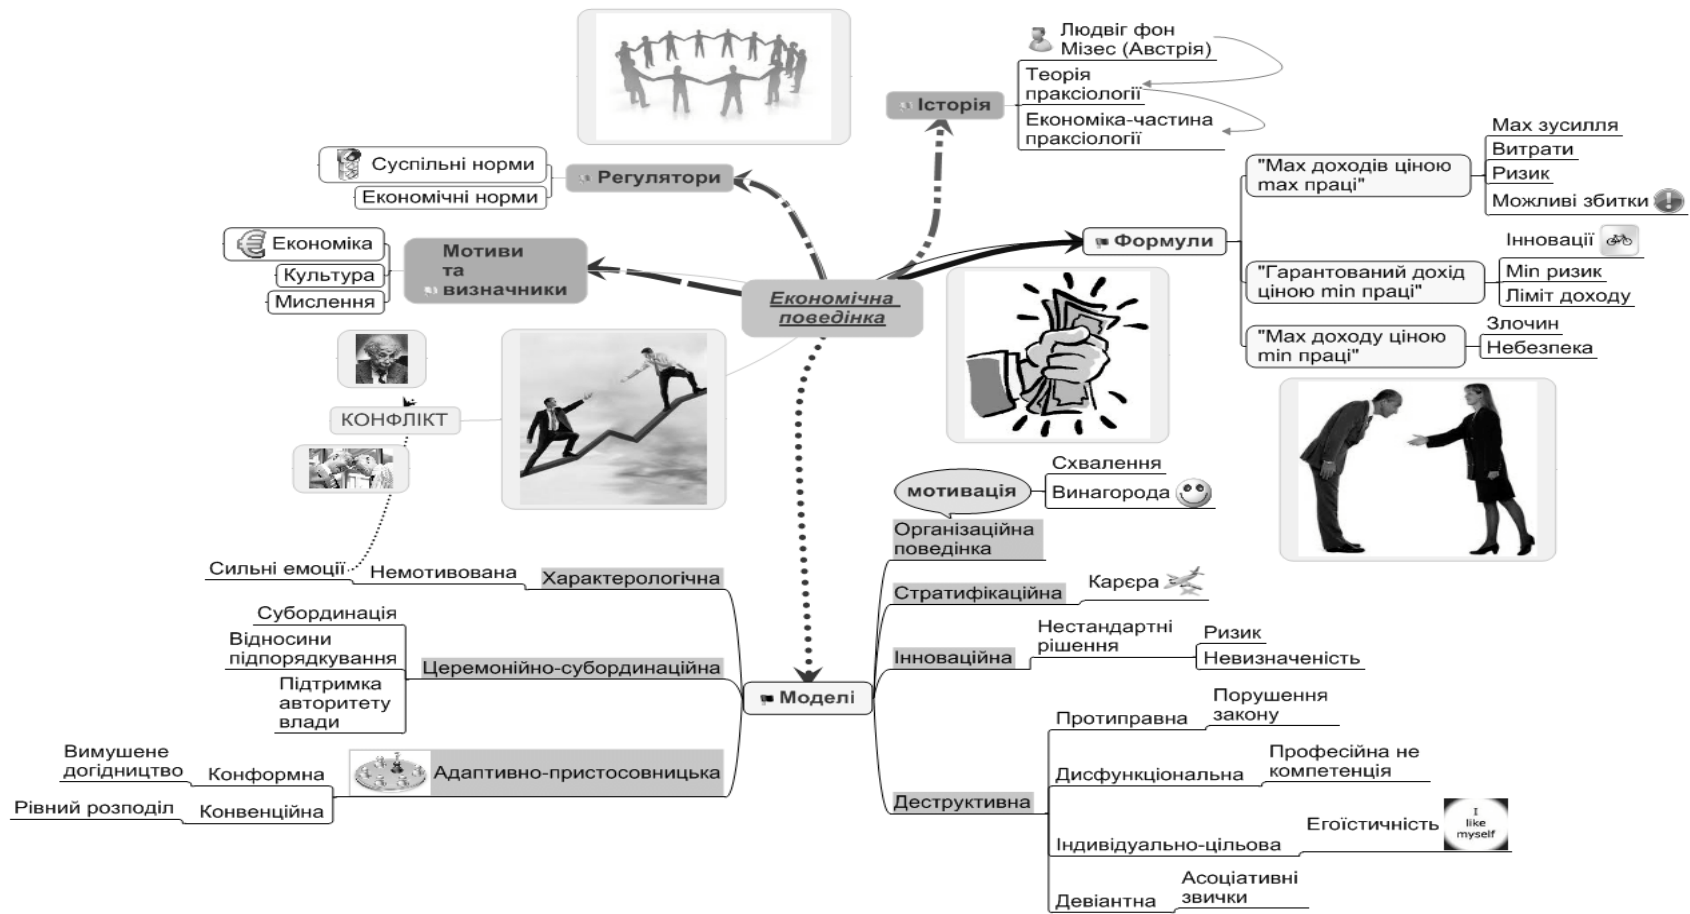 Людвіг фон
Мізес (Австрія)
Теорія
праксіології
Історія
Економіка-частина
праксіології
Суспільні норми
Економічні норми
Регулятори
Економіка
Культура
Мислення
Мотиви
та
визначники
Економічна
поведінка
Формули
"Max доходів ціною
max праці"
Max зусилля
Витрати
Ризик
Можливі збитки
"Гарантований дохід
ціною min праці"
Інновації
Min ризик
Ліміт доходу
"Max доходу ціною
min праці"
Злочин
Небезпека
КОНФЛІКТ
мотивація
Схвалення
Винагорода
Організаційна
поведінка
Стратифікаційна
Карєра
Інноваційна
Нестандартні
рішення
Ризик
Невизначеність
Моделі
Деструктивна
Протиправна
Порушення
закону
Дисфункціональна
Професійна не
компетенція
Індивідуально-цільова
Егоїстичність
I
like
myself
Девіантна
Асоціативні
звички
Сильні емоції
Немотивована
Характерологічна
Субординація
Відносини
підпорядкування
Підтримка
авторитету
влади
Церемонійно-субординаційна
Вимушене
догідництво
Конформна
Рівний розподіл
Конвенційна
Адаптивно-пристосовницька